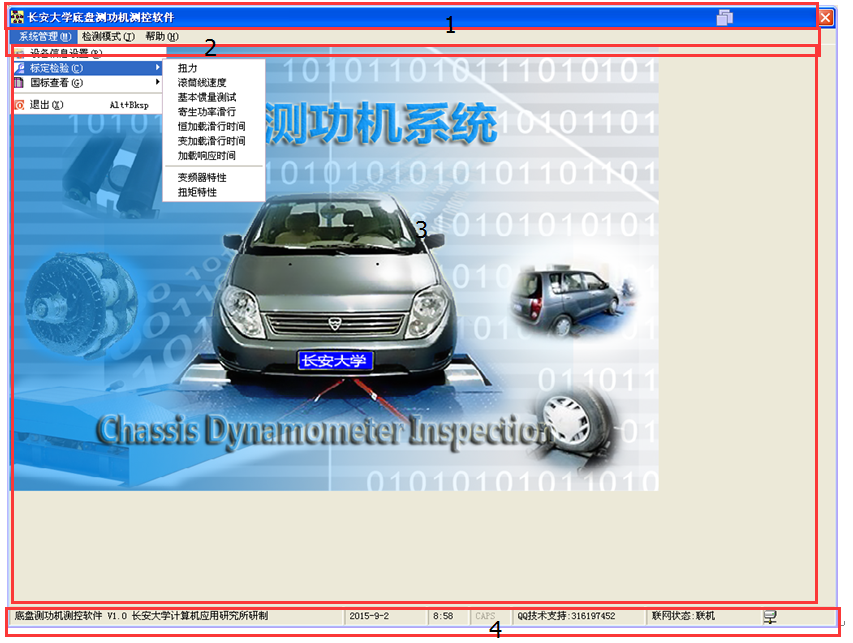 长安大学底盘测功机测控软件
1
系统管理(M) 检测模式(T) 帮助(H)
2
设备信息设置(R)
标定检验(C)
国标查看(G)
退出(X) Alt+Bksp
扭力
滚筒线速度
基本惯量测试
寄生功率滑行
恒加载滑行时间
变加载滑行时间
加载响应时间
变频器特性
扭矩特性
测功机系统
3
长安大学
Chassis Dynamometer Inspection
底盘测功机测控软件 V1.0 长安大学计算机应用研究所研制 2015-9-2 8:58 CAPS QQ技术支持:316197452 联网状态:联机
4